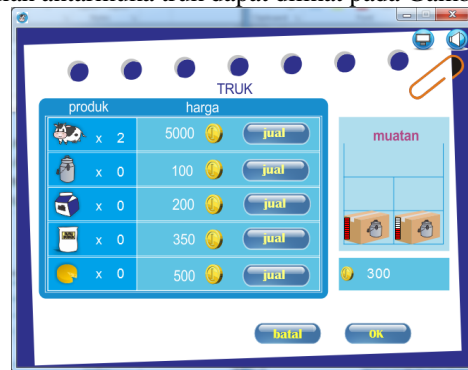 TRUK
produk harga
x 2 5000 jual
x 0 100 jual
x 0 200 jual
x 0 350 jual
x 0 500 jual
muatan
300
batal OK